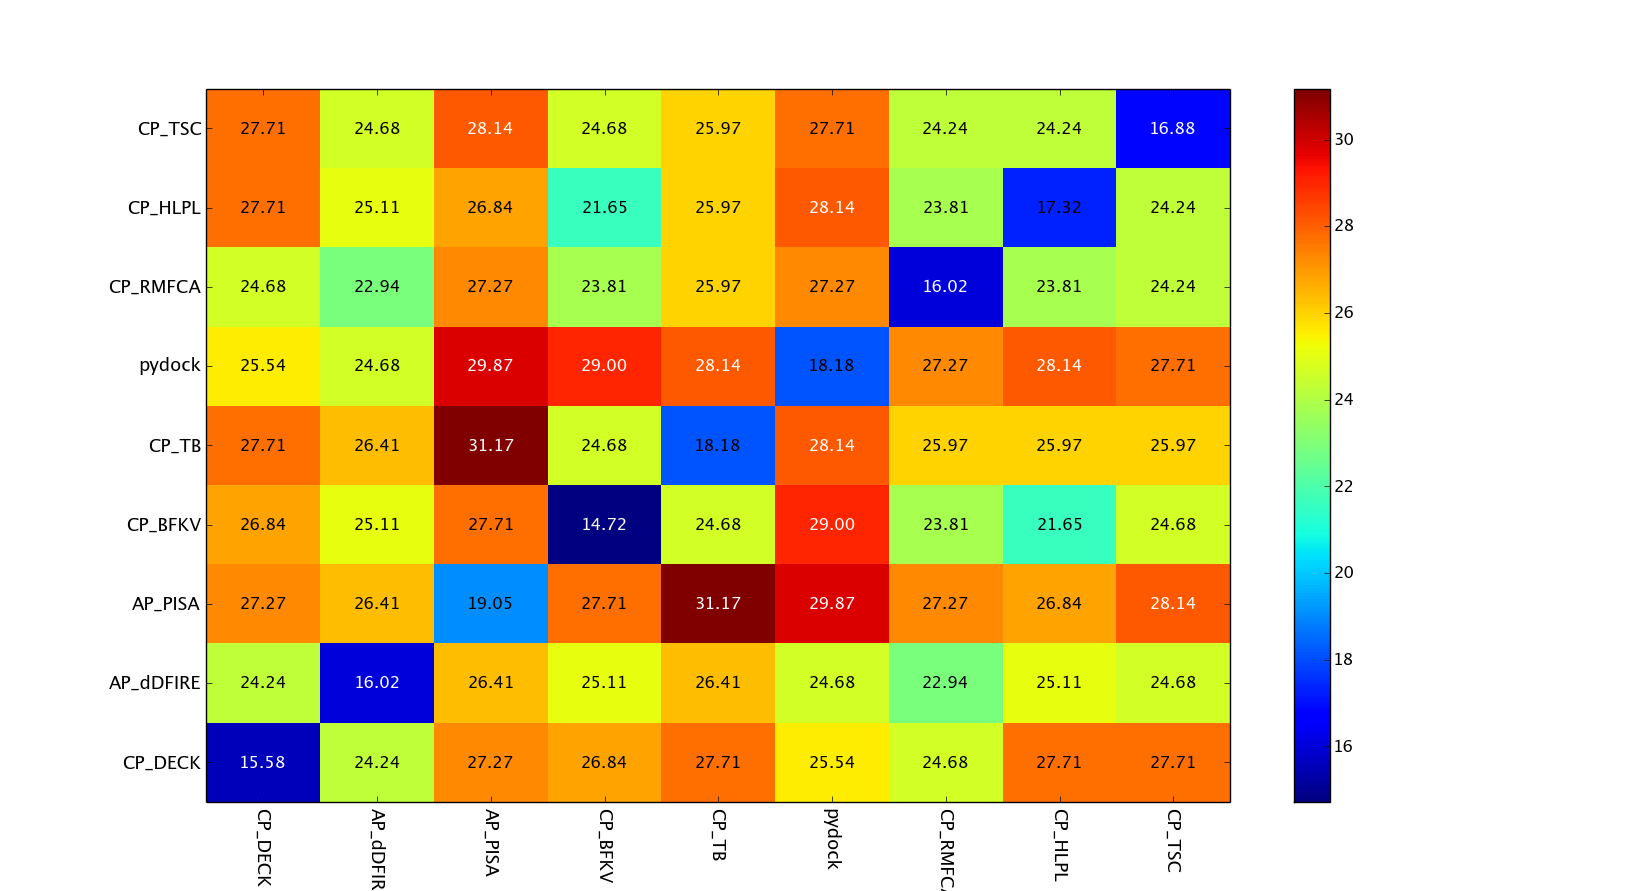 CP_TSC 27.71 24.68 28.14 24.68 25.97 27.71 24.24 24.24 16.88
CP_HLPL 27.71 25.11 26.84 21.65 25.97 28.14 23.81 17.32 24.24
CP_RMFCA 24.68 22.94 27.27 23.81 25.97 27.27 16.02 23.81 24.24
pydock 25.54 24.68 29.87 29.00 28.14 18.18 27.27 28.14 27.71
CP_TB 27.71 26.41 31.17 24.68 18.18 28.14 25.97 25.97 25.97
CP_BFKV 26.84 25.11 27.71 14.72 24.68 29.00 23.81 21.65 24.68
AP_PISA 27.27 26.41 19.05 27.71 31.17 29.87 27.27 26.84 28.14
AP_dDFIRE 24.24 16.02 26.41 25.11 26.41 24.68 22.94 25.11 24.68
CP_DECK 15.58 24.24 27.27 26.84 27.71 25.54 24.68 27.71 27.71
CP_DECK AP_dDFIR AP_PISA CP_BFKV CP_TB pydock CP_RMFC CP_HLPL CP_TSC
30
28
26
24
22
20
18
16